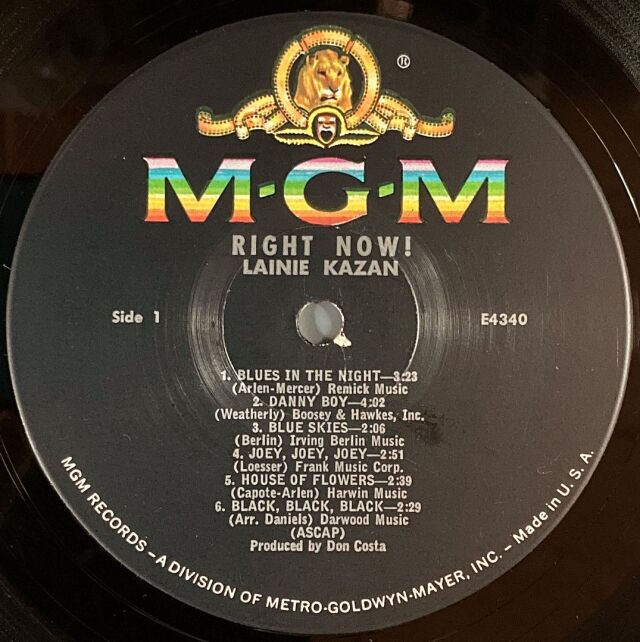 ®
M·G·M
RIGHT NOW!
LAINIE KAZAN
Side 1
E4340
1. BLUES IN THE NIGHT—3:23
(Arlen-Mercer) Remick Music
2. DANNY BOY—4:02
(Weatherly) Boosey & Hawkes, Inc.
3. BLUE SKIES—2:06
(Berlin) Irving Berlin Music
4. JOEY, JOEY, JOEY—2:51
(Loesser) Frank Music Corp.
5. HOUSE OF FLOWERS—2:39
(Capote-Arlen) Harwin Music
6. BLACK, BLACK, BLACK—2:29
(Arr. Daniels) Darwood Music
(ASCAP)
Produced by Don Costa
MGM RECORDS – A DIVISION OF METRO-GOLDWYN-MAYER, INC. – Made in U. S. A.